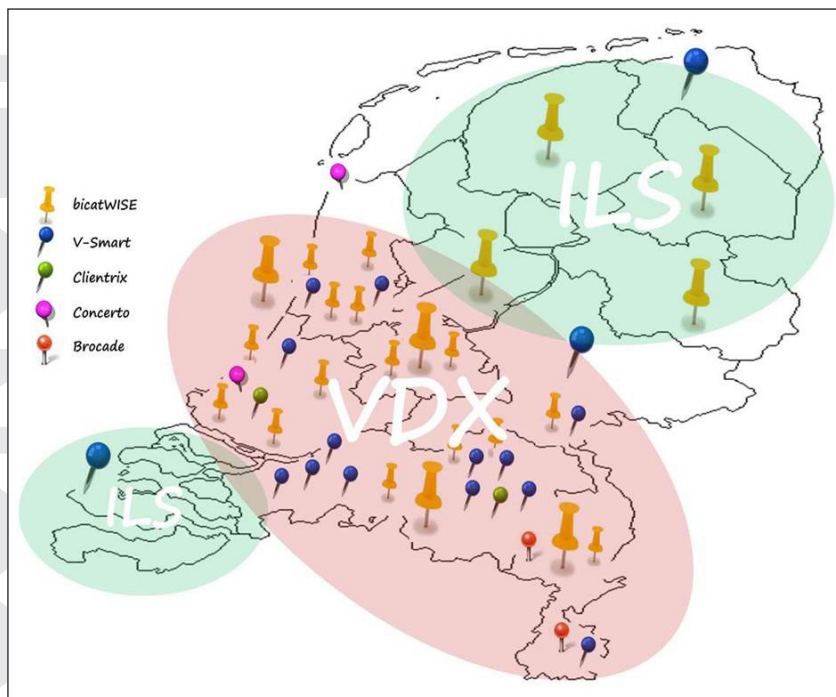 bicatWISE
V-Smart
Clientrix
Concerto
Brocade
ILS
VDX
ILS